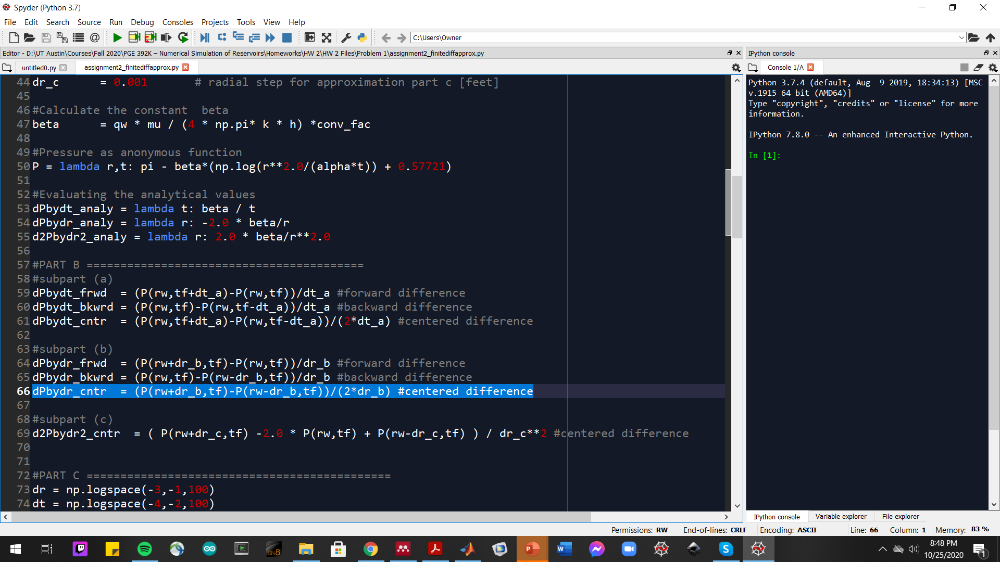 Spyder (Python 3.7)
File Edit Search Source Run Debug Consoles Projects Tools View Help
C:\Users\Owner
Editor - D:\UT Austin\Courses\Fall 2020\PGE 392K – Numerical Simulation of Reservoirs\Homeworks\HW 2\HW 2 Files\Problem 1\assignment2_finitediffapprox.py
untitled0.py assignment2_finitediffapprox.py
44 dr_c      = 0.001       # radial step for approximation part c [feet]
45
46 #Calculate the constant  beta
47 beta      = qw * mu / (4 * np.pi* k * h) *conv_fac
48
49 #Pressure as anonymous function
50 P = lambda r,t: pi - beta*(np.log(r**2.0/(alpha*t)) + 0.57721)
51
52 #Evaluating the analytical values
53 dPbydt_analy = lambda t: beta / t
54 dPbydr_analy = lambda r: -2.0 * beta/r
55 d2Pbydr2_analy = lambda r: 2.0 * beta/r**2.0
56
57 #PART B =========================================
58 #subpart (a)
59 dPbydt_frwd  = (P(rw,tf+dt_a)-P(rw,tf))/dt_a #forward difference
60 dPbydt_bkwrd = (P(rw,tf)-P(rw,tf-dt_a))/dt_a #backward difference
61 dPbydt_cntr  = (P(rw,tf+dt_a)-P(rw,tf-dt_a))/(2*dt_a) #centered difference
62
63 #subpart (b)
64 dPbydr_frwd  = (P(rw+dr_b,tf)-P(rw,tf))/dr_b #forward difference
65 dPbydr_bkwrd = (P(rw,tf)-P(rw-dr_b,tf))/dr_b #backward difference
66 dPbydr_cntr  = (P(rw+dr_b,tf)-P(rw-dr_b,tf))/(2*dr_b) #centered difference
67
68 #subpart (c)
69 d2Pbydr2_cntr  = ( P(rw+dr_c,tf) -2.0 * P(rw,tf) + P(rw-dr_c,tf) ) / dr_c**2 #centered difference
70
71
72 #PART C =============================================
73 dr = np.logspace(-3,-1,100)
74 dt = np.logspace(-4,-2,100)
IPython console
Console 1/A
Python 3.7.4 (default, Aug  9 2019, 18:34:13) [MSC
v.1915 64 bit (AMD64)]
Type "copyright", "credits" or "license" for more
information.
IPython 7.8.0 -- An enhanced Interactive Python.
In [1]:
IPython console Variable explorer File explorer
Permissions: RW End-of-lines: CRLF Encoding: ASCII Line: 66 Column: 1 Memory: 83 %
SN8
8:48 PM
10/25/2020
1